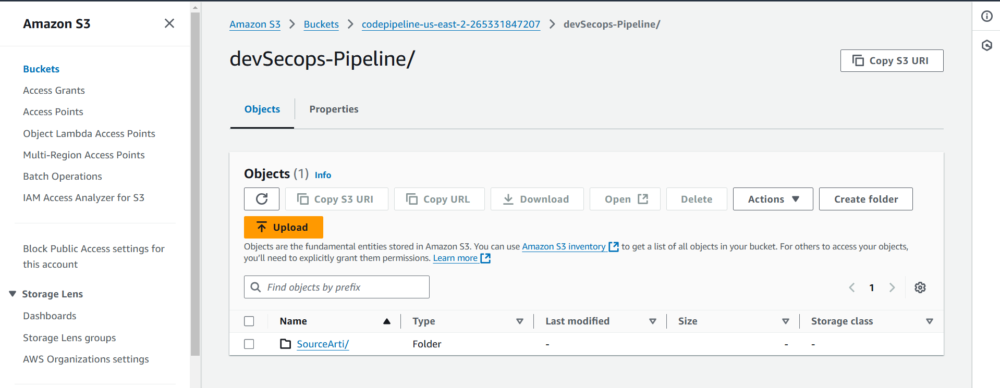 Amazon S3
Buckets
Access Grants
Access Points
Object Lambda Access Points
Multi-Region Access Points
Batch Operations
IAM Access Analyzer for S3
Block Public Access settings for
this account
Storage Lens
Dashboards
Storage Lens groups
AWS Organizations settings
Amazon S3 Buckets codepipeline-us-east-2-265331847207 devSecops-Pipeline/
devSecops-Pipeline/
Copy S3 URI
Objects Properties
Objects (1) Info
Copy S3 URI Copy URL Download Open Delete Actions Create folder
Upload
Objects are the fundamental entities stored in Amazon S3. You can use Amazon S3 inventory to get a list of all objects in your bucket. For others to access your objects,
you’ll need to explicitly grant them permissions. Learn more
Find objects by prefix
1
Name Type Last modified Size Storage class
SourceArti/ Folder - - -